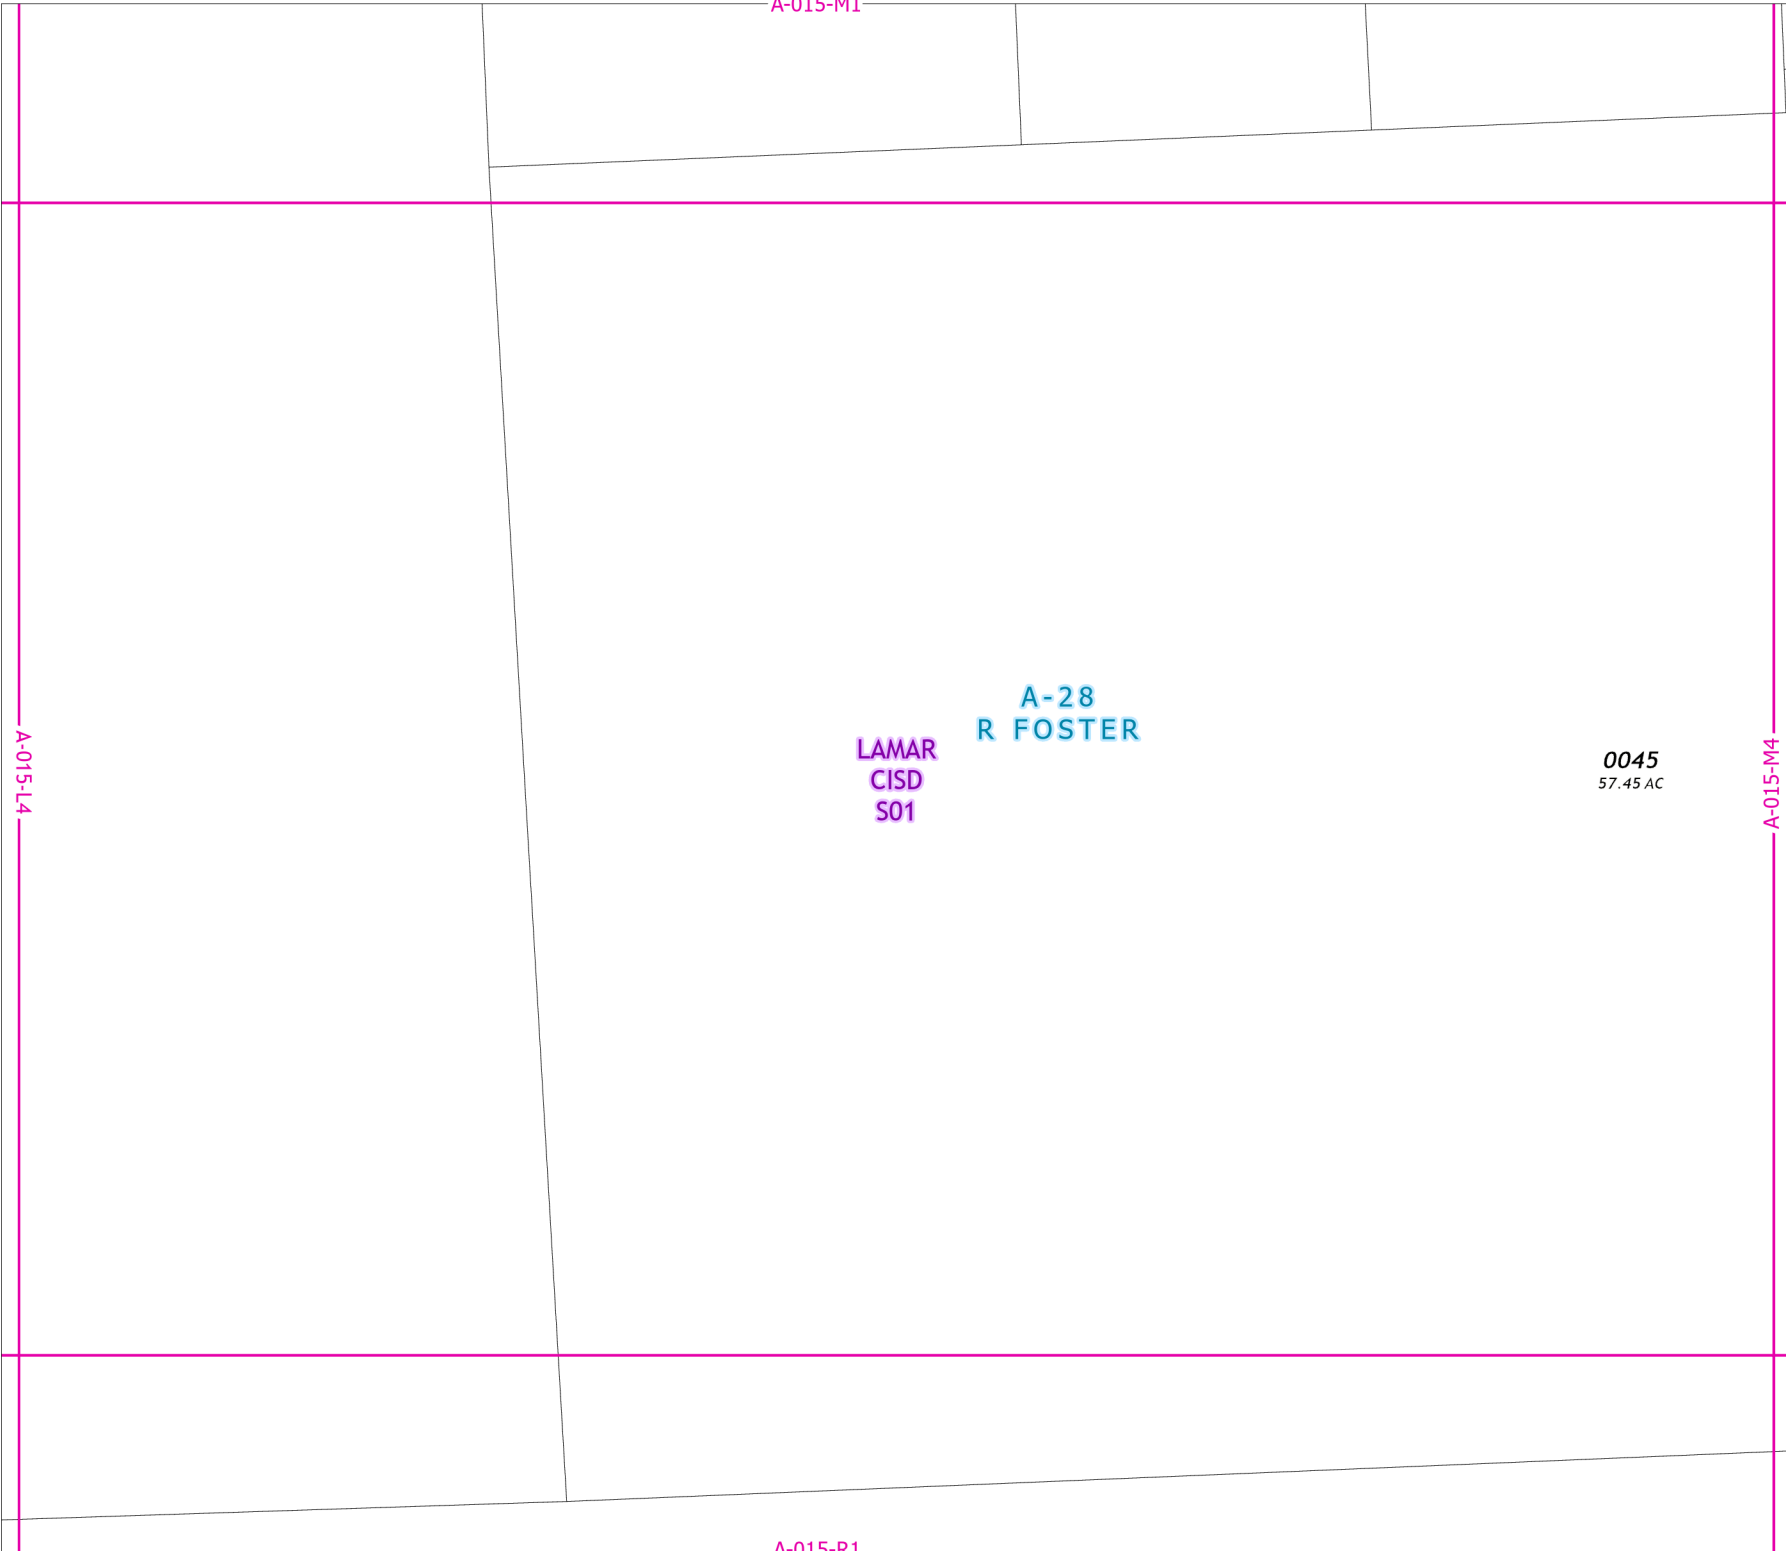 A-015-M1
A-28
R FOSTER
LAMAR
CISD
S01
0045
57.45 AC
A-015-L4
A-015-M4
A-015-R1